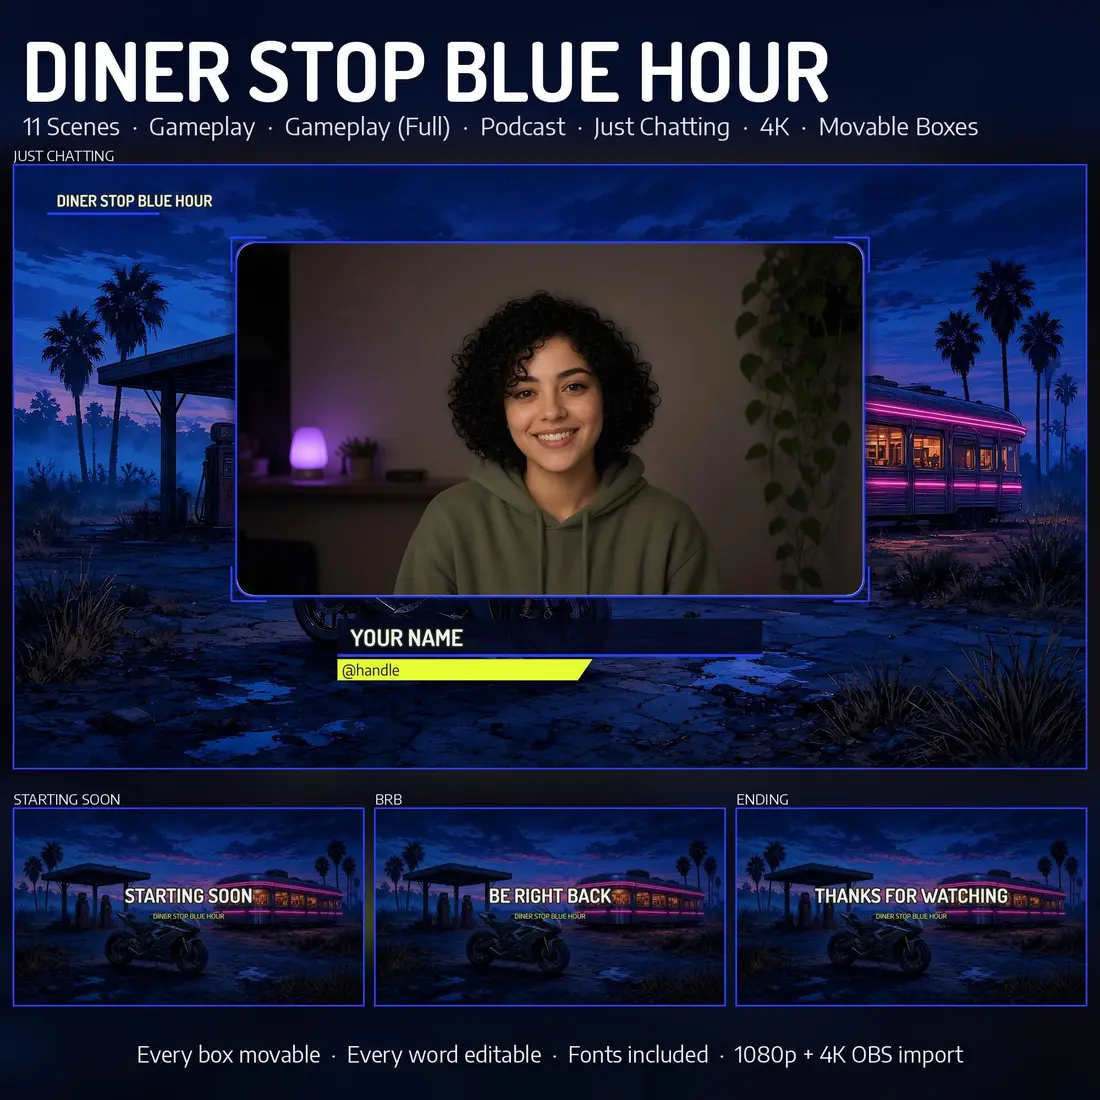 DINER STOP BLUE HOUR
11 Scenes · Gameplay · Gameplay (Full) · Podcast · Just Chatting · 4K · Movable Boxes
JUST CHATTING
DINER STOP BLUE HOUR
YOUR NAME
@handle
STARTING SOON
BRB
ENDING
STARTING SOON
DINER STOP BLUE HOUR
BE RIGHT BACK
DINER STOP BLUE HOUR
THANKS FOR WATCHING
DINER STOP BLUE HOUR
Every box movable · Every word editable · Fonts included · 1080p + 4K OBS import